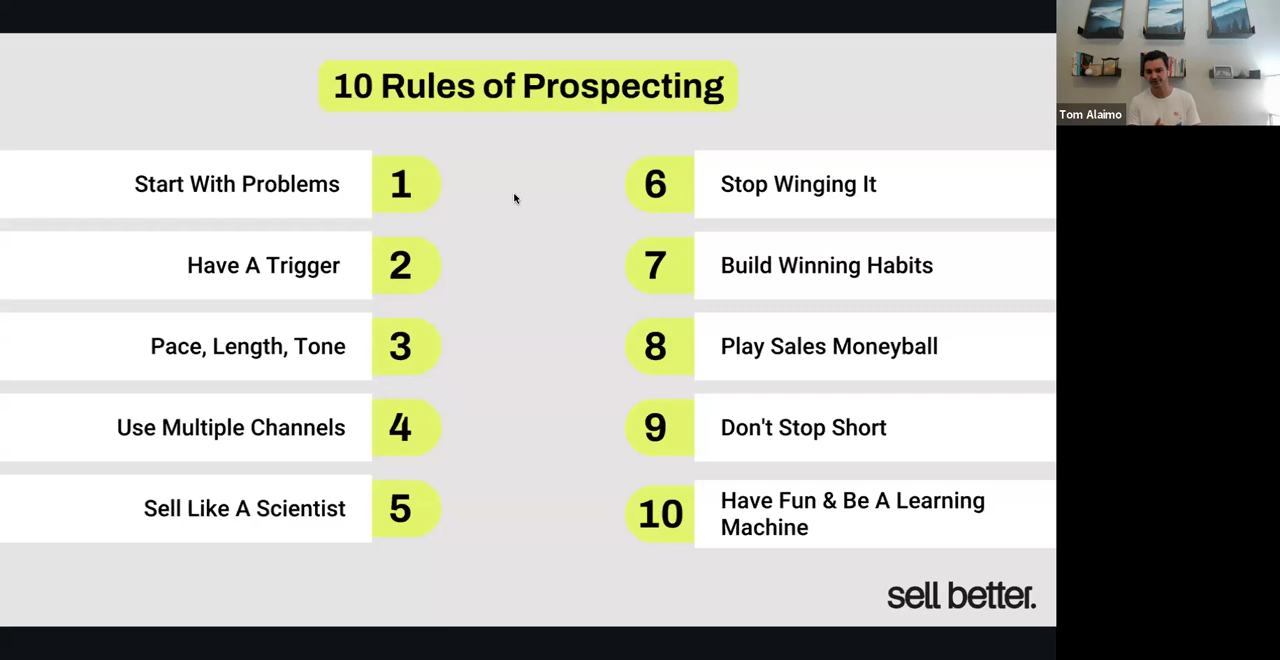 10 Rules of Prospecting
Start With Problems 1
Have A Trigger 2
Pace, Length, Tone 3
Use Multiple Channels 4
Sell Like A Scientist 5
6 Stop Winging It
7 Build Winning Habits
8 Play Sales Moneyball
9 Don't Stop Short
10 Have Fun & Be A Learning
Machine
sell better.
Tom Alaimo